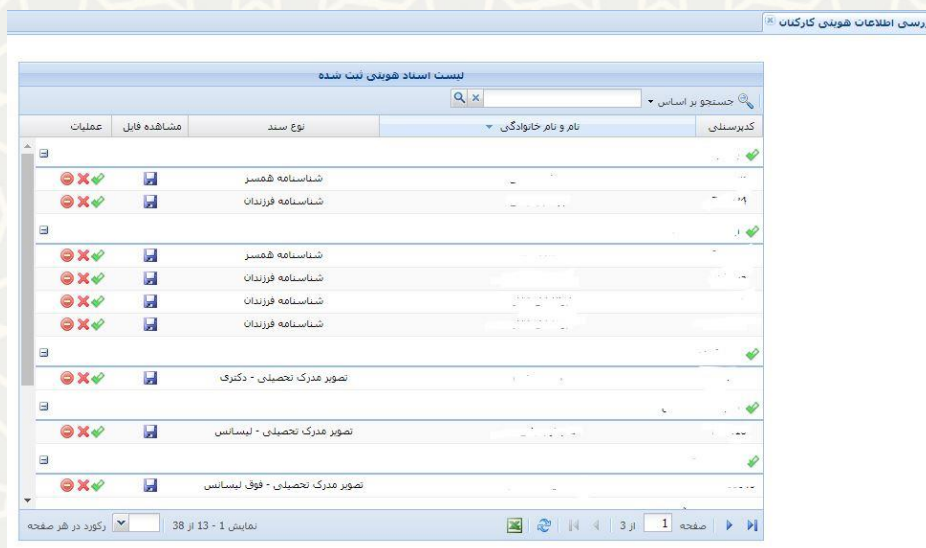 رسی اطلاعات هویتی کارکنان
لیست اسناد هویتی ثبت شده
جستجو بر اساس
کدپرسنلی نام و نام خانوادگی نوع سند مشاهده فایل عملیات
شناسنامه همسر
شناسنامه فرزندان
شناسنامه همسر
شناسنامه فرزندان
شناسنامه فرزندان
شناسنامه فرزندان
تصویر مدرک تحصیلی - دکتری
تصویر مدرک تحصیلی - لیسانس
تصویر مدرک تحصیلی - فوق لیسانس
صفحه 1 از 3 نمایش 1 - 13 از 38 رکورد در هر صفحه